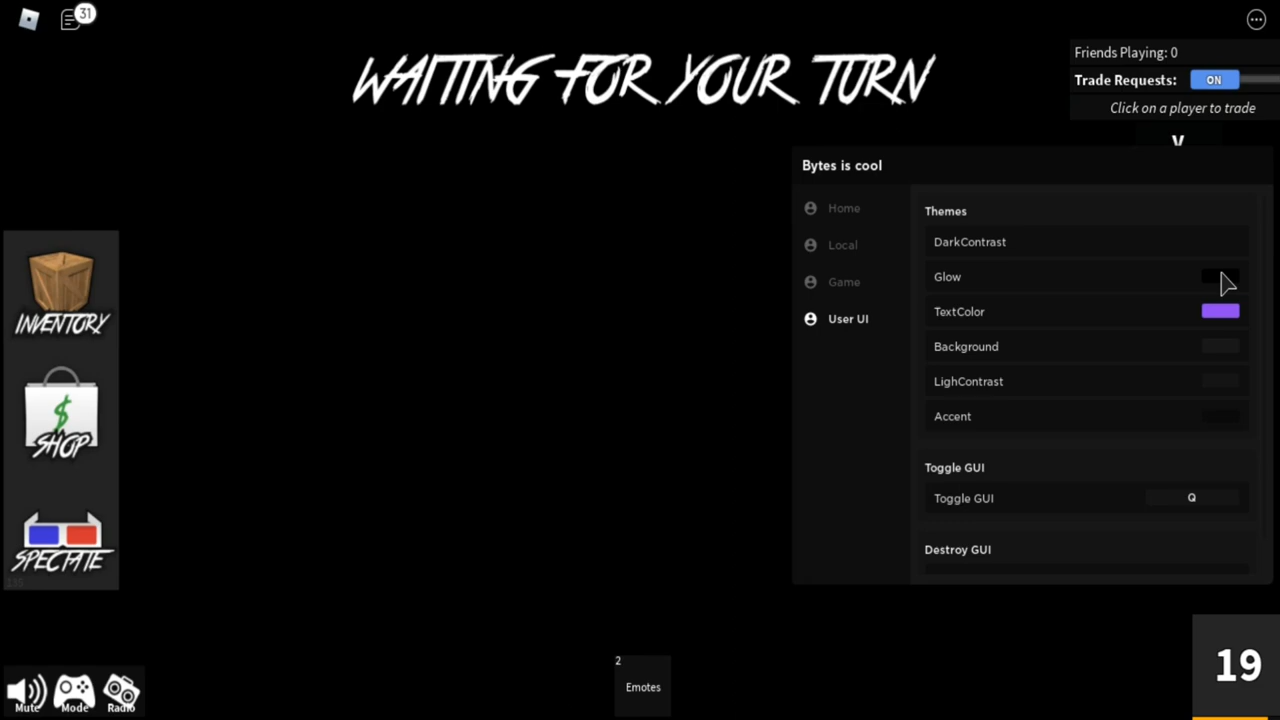 31
WAITING FOR YOUR TURN
Friends Playing: 0
Trade Requests: ON
Click on a player to trade
V
Bytes is cool
Home
Local
Game
User UI
Themes
DarkContrast
Glow
TextColor
Background
LighContrast
Accent
Toggle GUI
Toggle GUI Q
Destroy GUI
INVENTORY
$
SHOP
SPECTATE
139
Mute Mode Radio
2
Emotes
19